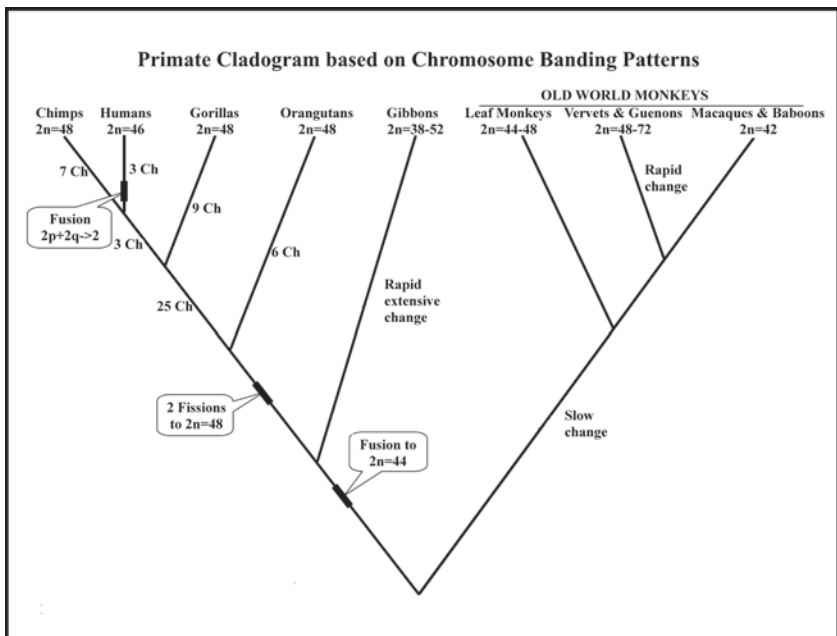 Primate Cladogram based on Chromosome Banding Patterns
OLD WORLD MONKEYS
Chimps
2n=48
Humans
2n=46
Gorillas
2n=48
Orangutans
2n=48
Gibbons
2n=38-52
Leaf Monkeys
2n=44-48
Vervets & Guenons
2n=48-72
Macaques & Baboons
2n=42
7 Ch
3 Ch
Rapid
change
Fusion
2p+2q->2
9 Ch
3 Ch
6 Ch
25 Ch
Rapid
extensive
change
2 Fissions
to 2n=48
Slow
change
Fusion to
2n=44